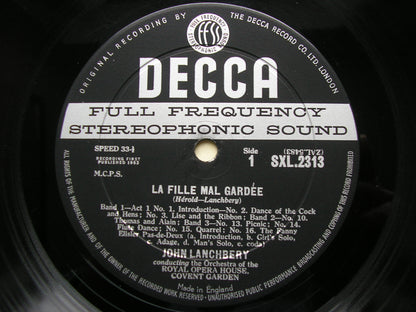 ORIGINAL RECORDING BY
THE DECCA RECORD CO. LTD. LONDON
FULL FREQUENCY
STEREOPHONIC SOUND
FFSS
DECCA
FULL FREQUENCY
STEREOPHONIC SOUND
SPEED 33⅓
RECORDING FIRST
PUBLISHED 1962
M.C.P.S.
Side
1
(ZAL.5483)
SXL.2313
LA FILLE MAL GARDÉE
(Hérold—Lanchbery)
Band 1—Act 1 No. 1. Introduction—No. 2. Dance of the Cock
and Hens: No. 3. Lise and the Ribbon: Band 2—No. 10.
Thomas and Alain: Band 3—No. 13. Picnic: No. 14.
Flute Dance: No. 15. Quarrel: No. 16. The Fanny
Elssler Pas-de-Deux (a. Introduction, b. Girl's Solo,
c. Adage, d. Man's Solo, e. coda)
JOHN LANCHBERY
conducting the Orchestra of the
ROYAL OPERA HOUSE,
COVENT GARDEN
Made in England
ALL RIGHTS OF THE MANUFACTURER AND OF THE OWNER OF THE RECORDED WORK RESERVED • UNAUTHORISED PUBLIC PERFORMANCE, BROADCASTING AND COPYING OF THIS RECORD PROHIBITED